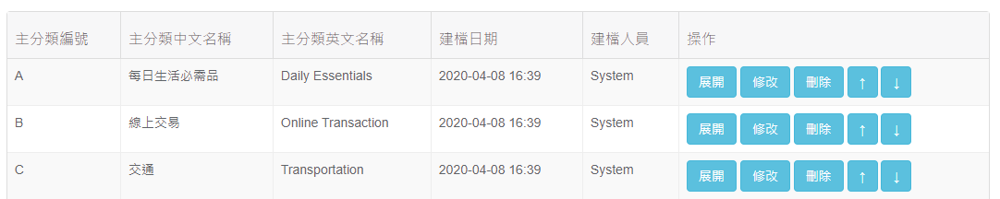 主分類編號 主分類中文名稱 主分類英文名稱 建檔日期 建檔人員 操作
A 每日生活必需品 Daily Essentials 2020-04-08 16:39 System 展開 修改 刪除 ↑ ↓
B 線上交易 Online Transaction 2020-04-08 16:39 System 展開 修改 刪除 ↑ ↓
C 交通 Transportation 2020-04-08 16:39 System 展開 修改 刪除 ↑ ↓